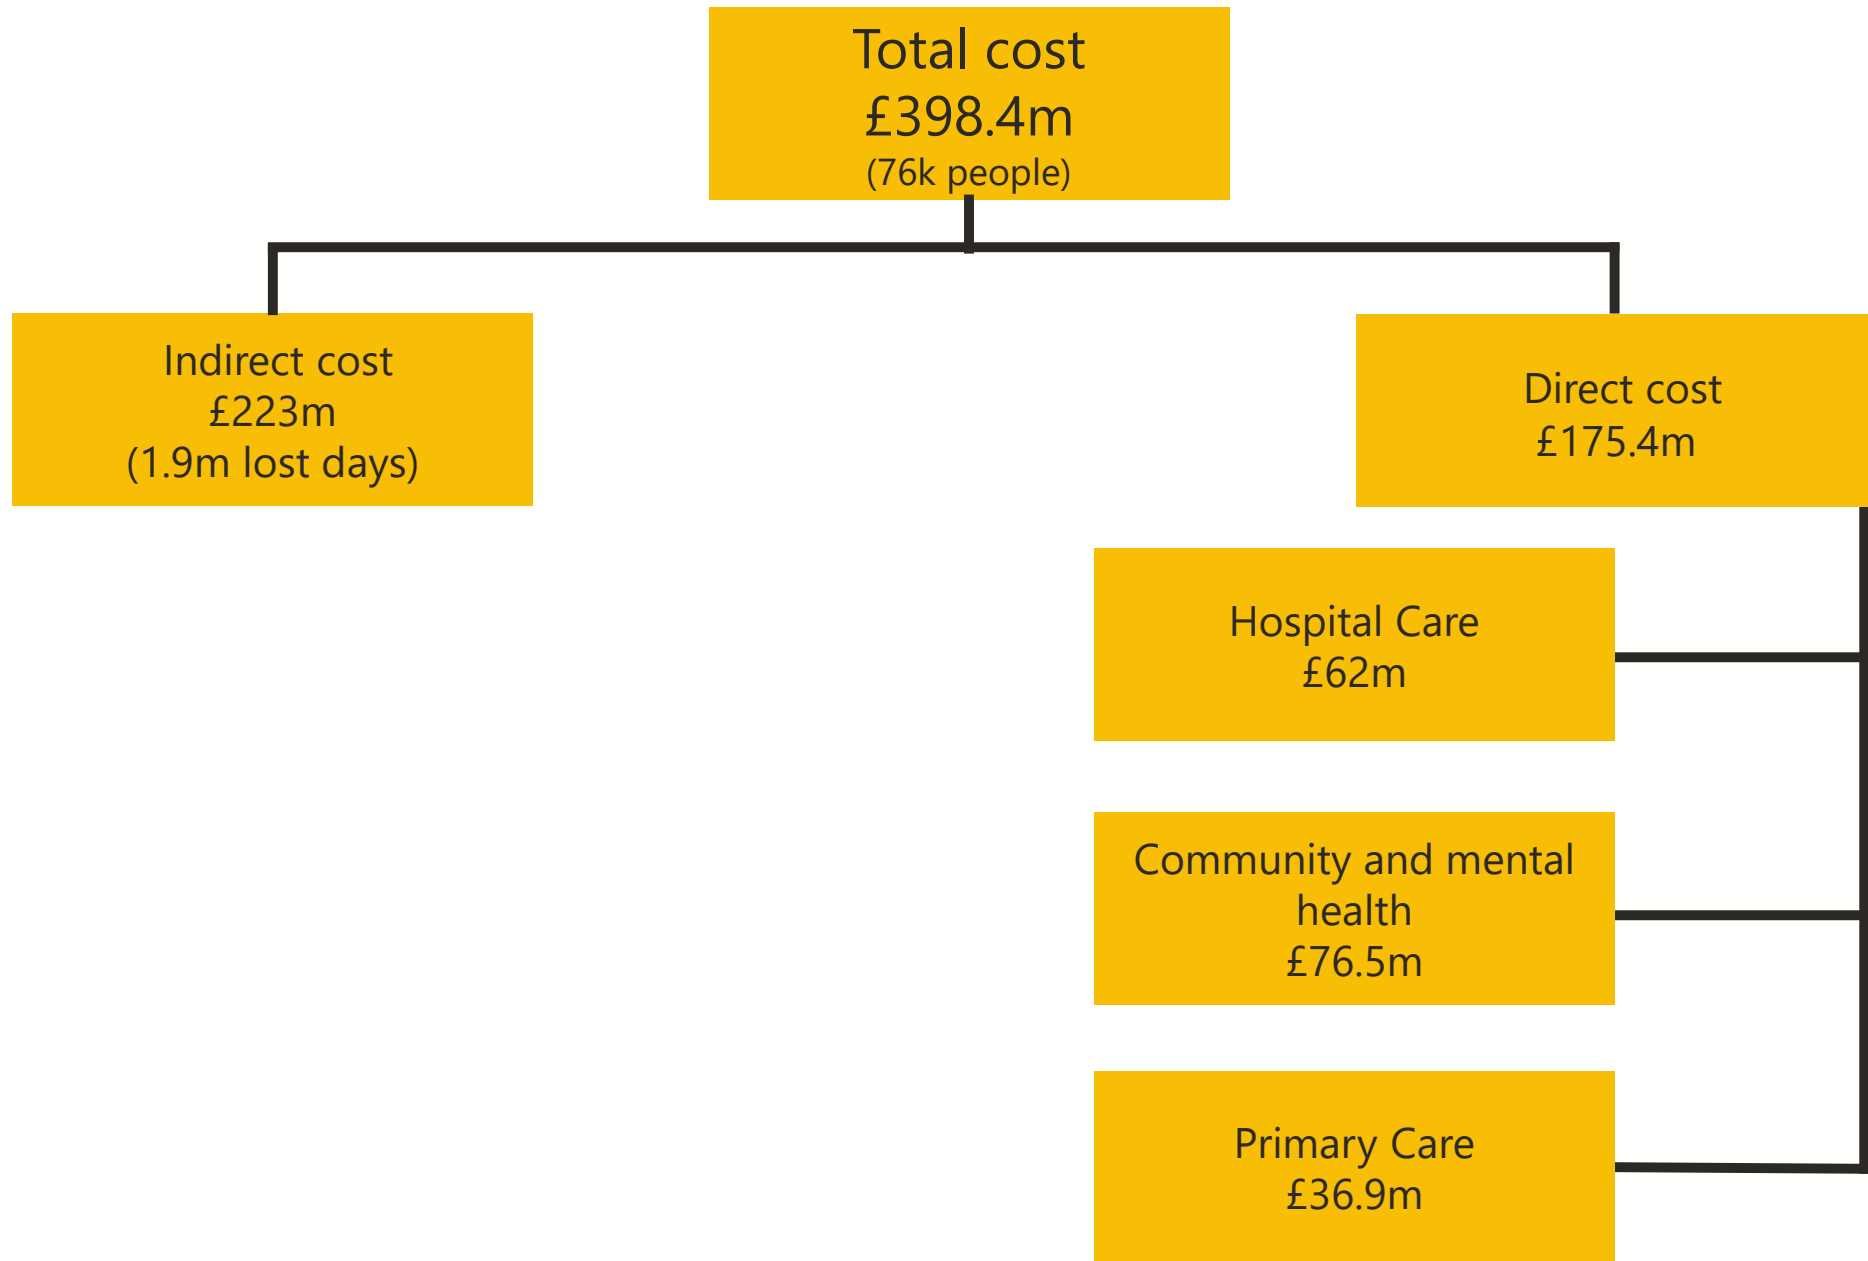 Total cost
£398.4m
(76k people)
Indirect cost
£223m
(1.9m lost days)
Direct cost
£175.4m
Hospital Care
£62m
Community and mental
health
£76.5m
Primary Care
£36.9m